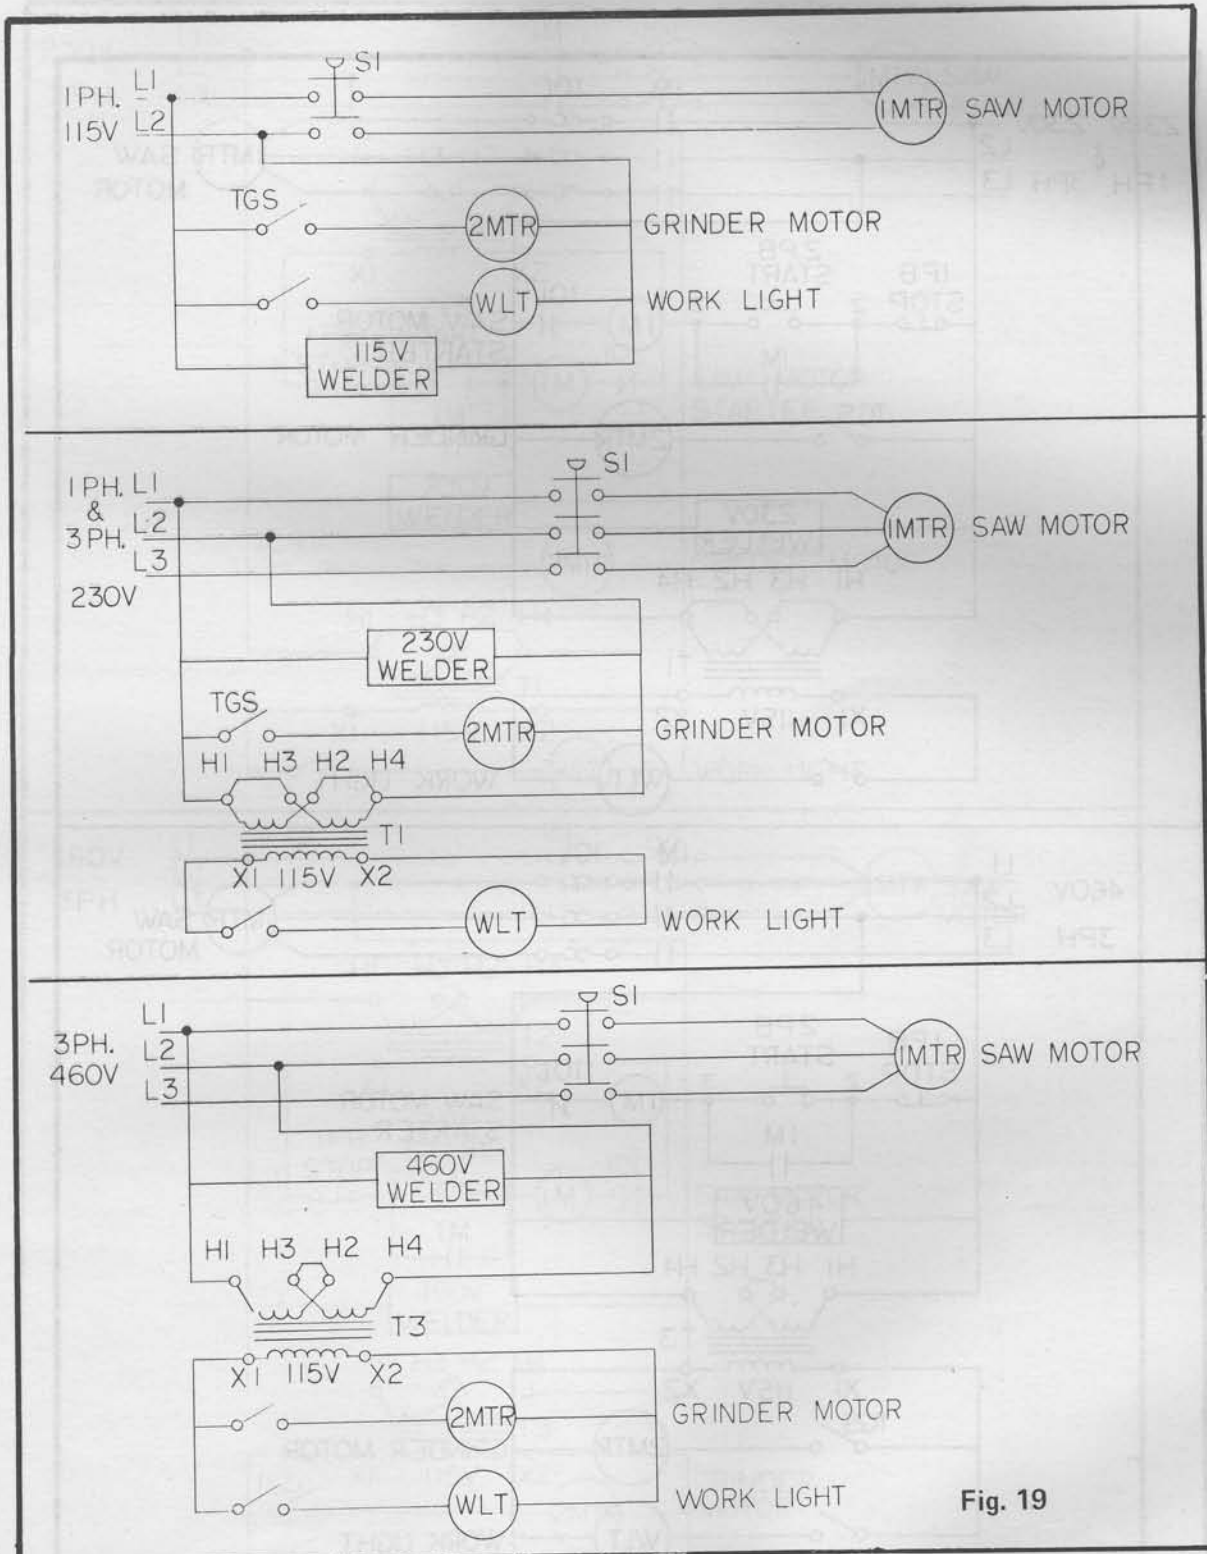 S1
1PH. L1
115V L2
1MTR SAW MOTOR
TGS
2MTR GRINDER MOTOR
WLT WORK LIGHT
115V
WELDER
S1
1PH. L1
&
L2
3PH.
L3
230V
1MTR SAW MOTOR
230V
WELDER
TGS
2MTR GRINDER MOTOR
H1 H3 H2 H4
T1
X1 115V X2
WLT WORK LIGHT
S1
L1
3PH.
L2
460V
L3
1MTR SAW MOTOR
460V
WELDER
H1 H3 H2 H4
T3
X1 115V X2
2MTR GRINDER MOTOR
WLT WORK LIGHT
Fig. 19